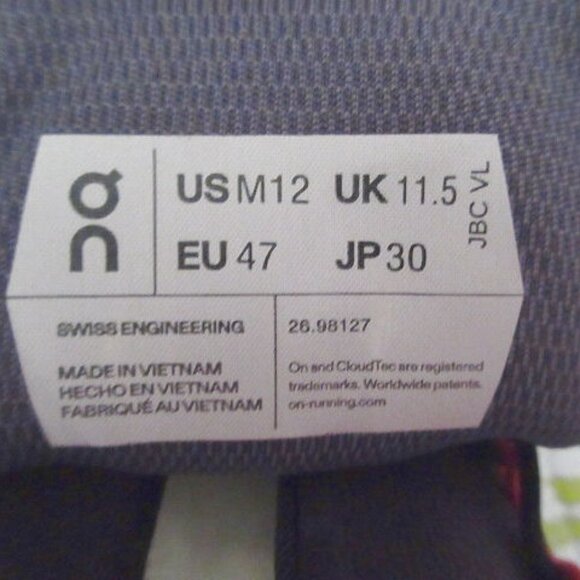 On
US M12 UK 11.5
EU 47 JP 30
JBC VL
SWISS ENGINEERING
MADE IN VIETNAM
HECHO EN VIETNAM
FABRIQUÉ AU VIETNAM
26.98127
On and CloudTec are registered
trademarks. Worldwide patents.
on-running.com